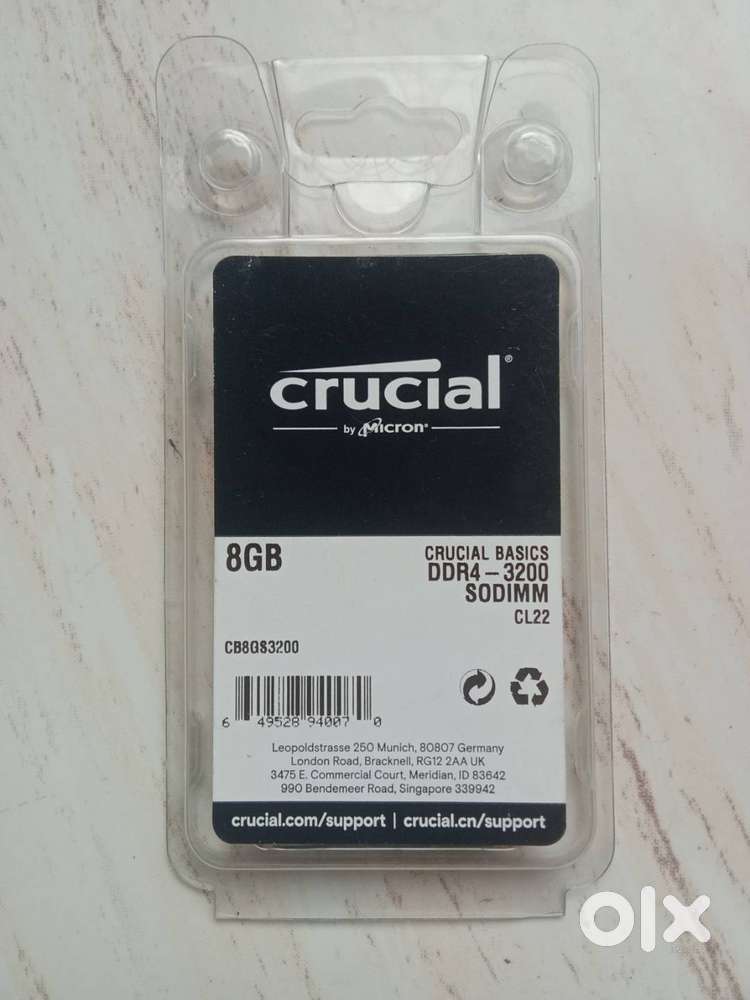 crucial®
by Micron®
8GB
CRUCIAL BASICS
DDR4-3200
SODIMM
CL22
CB8GS3200
6 49528 94007 0
Leopoldstrasse 250 Munich, 80807 Germany
London Road, Bracknell, RG12 2AA UK
3475 E. Commercial Court, Meridian, ID 83642
990 Bendemeer Road, Singapore 339942
crucial.com/support | crucial.cn/support
olx